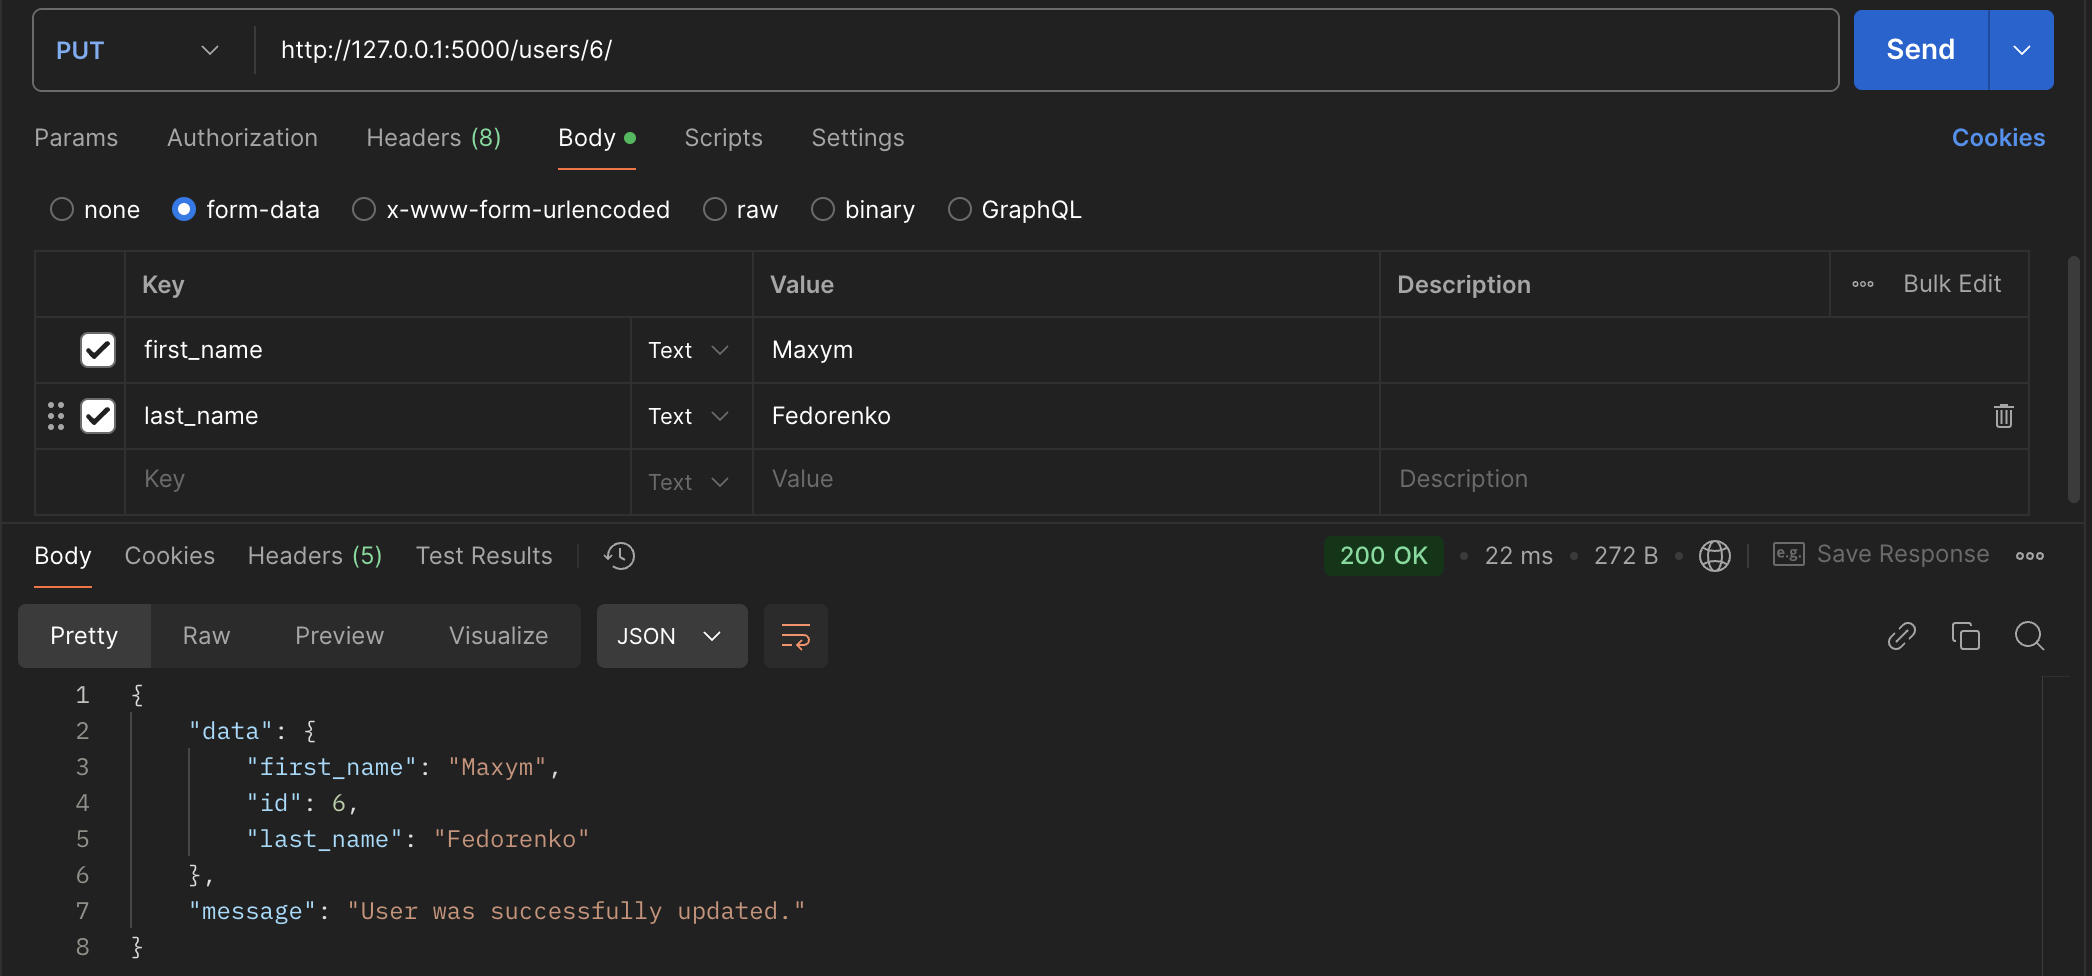 PUT http://127.0.0.1:5000/users/6/ Send
Params Authorization Headers (8) Body Scripts Settings Cookies
none form-data x-www-form-urlencoded raw binary GraphQL
Key Value Description Bulk Edit
first_name Text Maxym
last_name Text Fedorenko
Key Text Value Description
Body Cookies Headers (5) Test Results 200 OK • 22 ms • 272 B • e.g. Save Response
Pretty Raw Preview Visualize JSON
1 {
2     "data": {
3         "first_name": "Maxym",
4         "id": 6,
5         "last_name": "Fedorenko"
6     },
7     "message": "User was successfully updated."
8 }